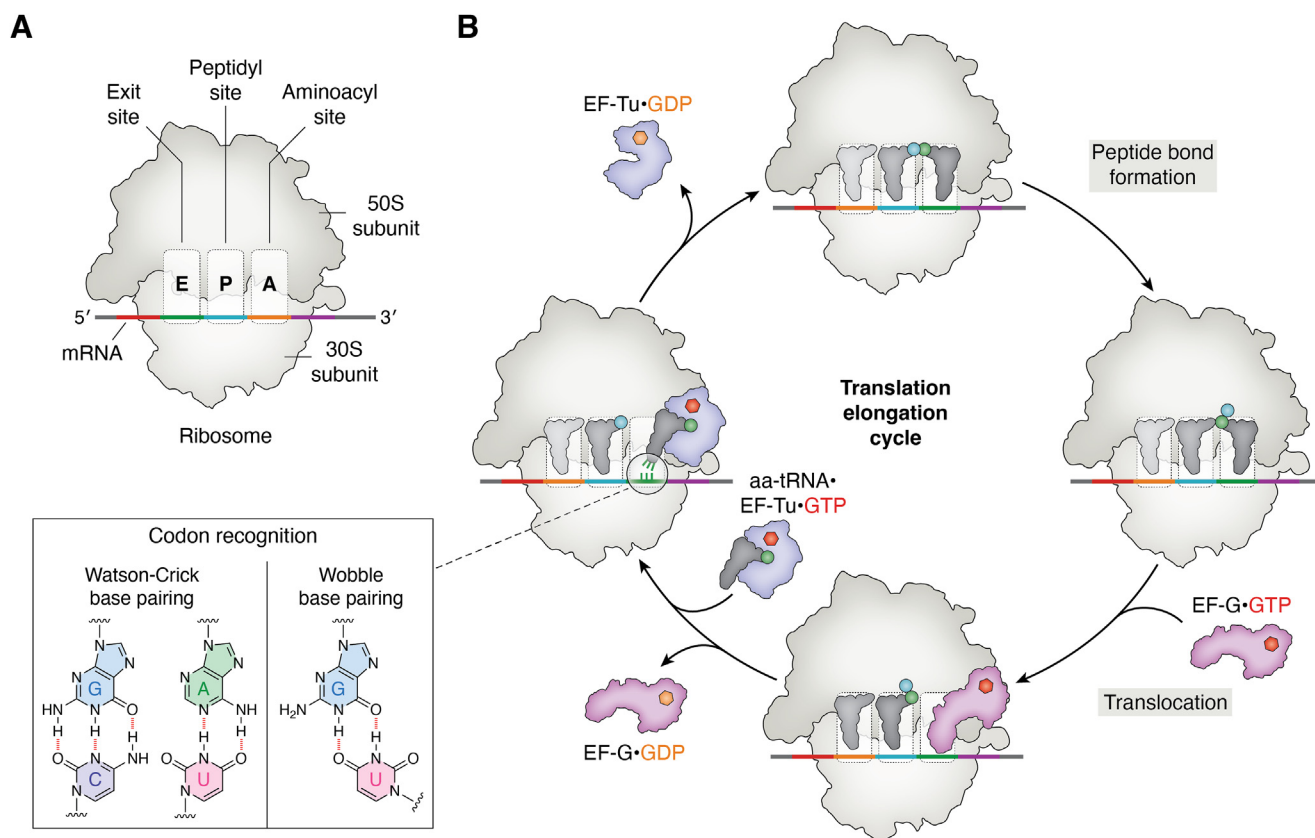 A
Exit
site
Peptidyl
site
Aminoacyl
site
50S
subunit
E P A
5′ 3′
mRNA
30S
subunit
Ribosome
B
EF-Tu•GDP
Peptide bond
formation
Translation
elongation
cycle
aa-tRNA•
EF-Tu•GTP
EF-G•GTP
Translocation
EF-G•GDP
Codon recognition
Watson-Crick
base pairing
Wobble
base pairing
N N N N N N
N G N A N G
HN N O N NH H₂N N O
H H H H H H H
O N NH O N O O N O
C U U
N N N